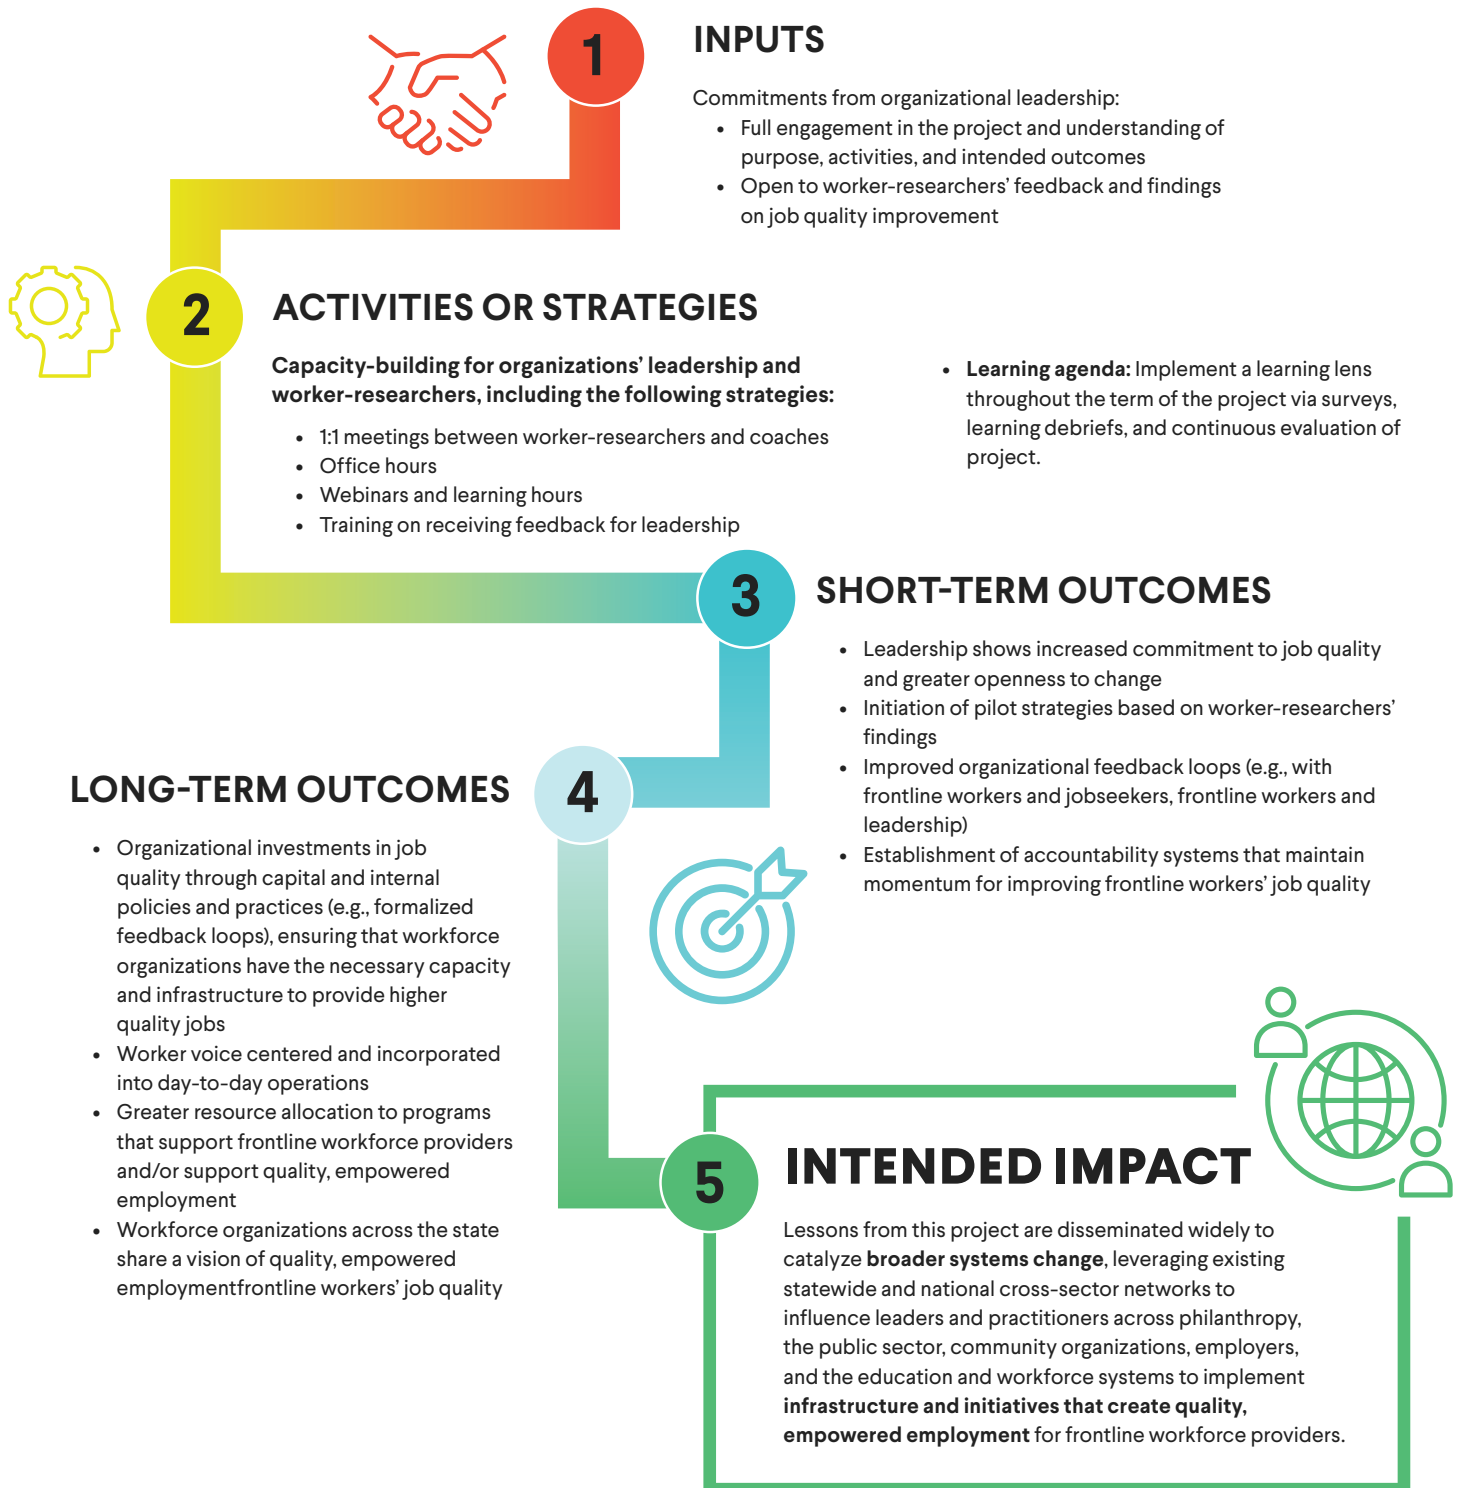 1
INPUTS
Commitments from organizational leadership:
• Full engagement in the project and understanding of
purpose, activities, and intended outcomes
• Open to worker-researchers’ feedback and findings
on job quality improvement
2
ACTIVITIES OR STRATEGIES
Capacity-building for organizations’ leadership and
worker-researchers, including the following strategies:
• 1:1 meetings between worker-researchers and coaches
• Office hours
• Webinars and learning hours
• Training on receiving feedback for leadership
• Learning agenda: Implement a learning lens
throughout the term of the project via surveys,
learning debriefs, and continuous evaluation of
project.
3
SHORT-TERM OUTCOMES
• Leadership shows increased commitment to job quality
and greater openness to change
• Initiation of pilot strategies based on worker-researchers’
findings
• Improved organizational feedback loops (e.g., with
frontline workers and jobseekers, frontline workers and
leadership)
• Establishment of accountability systems that maintain
momentum for improving frontline workers’ job quality
4
LONG-TERM OUTCOMES
• Organizational investments in job
quality through capital and internal
policies and practices (e.g., formalized
feedback loops), ensuring that workforce
organizations have the necessary capacity
and infrastructure to provide higher
quality jobs
• Worker voice centered and incorporated
into day-to-day operations
• Greater resource allocation to programs
that support frontline workforce providers
and/or support quality, empowered
employment
• Workforce organizations across the state
share a vision of quality, empowered
employmentfrontline workers’ job quality
5
INTENDED IMPACT
Lessons from this project are disseminated widely to
catalyze broader systems change, leveraging existing
statewide and national cross-sector networks to
influence leaders and practitioners across philanthropy,
the public sector, community organizations, employers,
and the education and workforce systems to implement
infrastructure and initiatives that create quality,
empowered employment for frontline workforce providers.